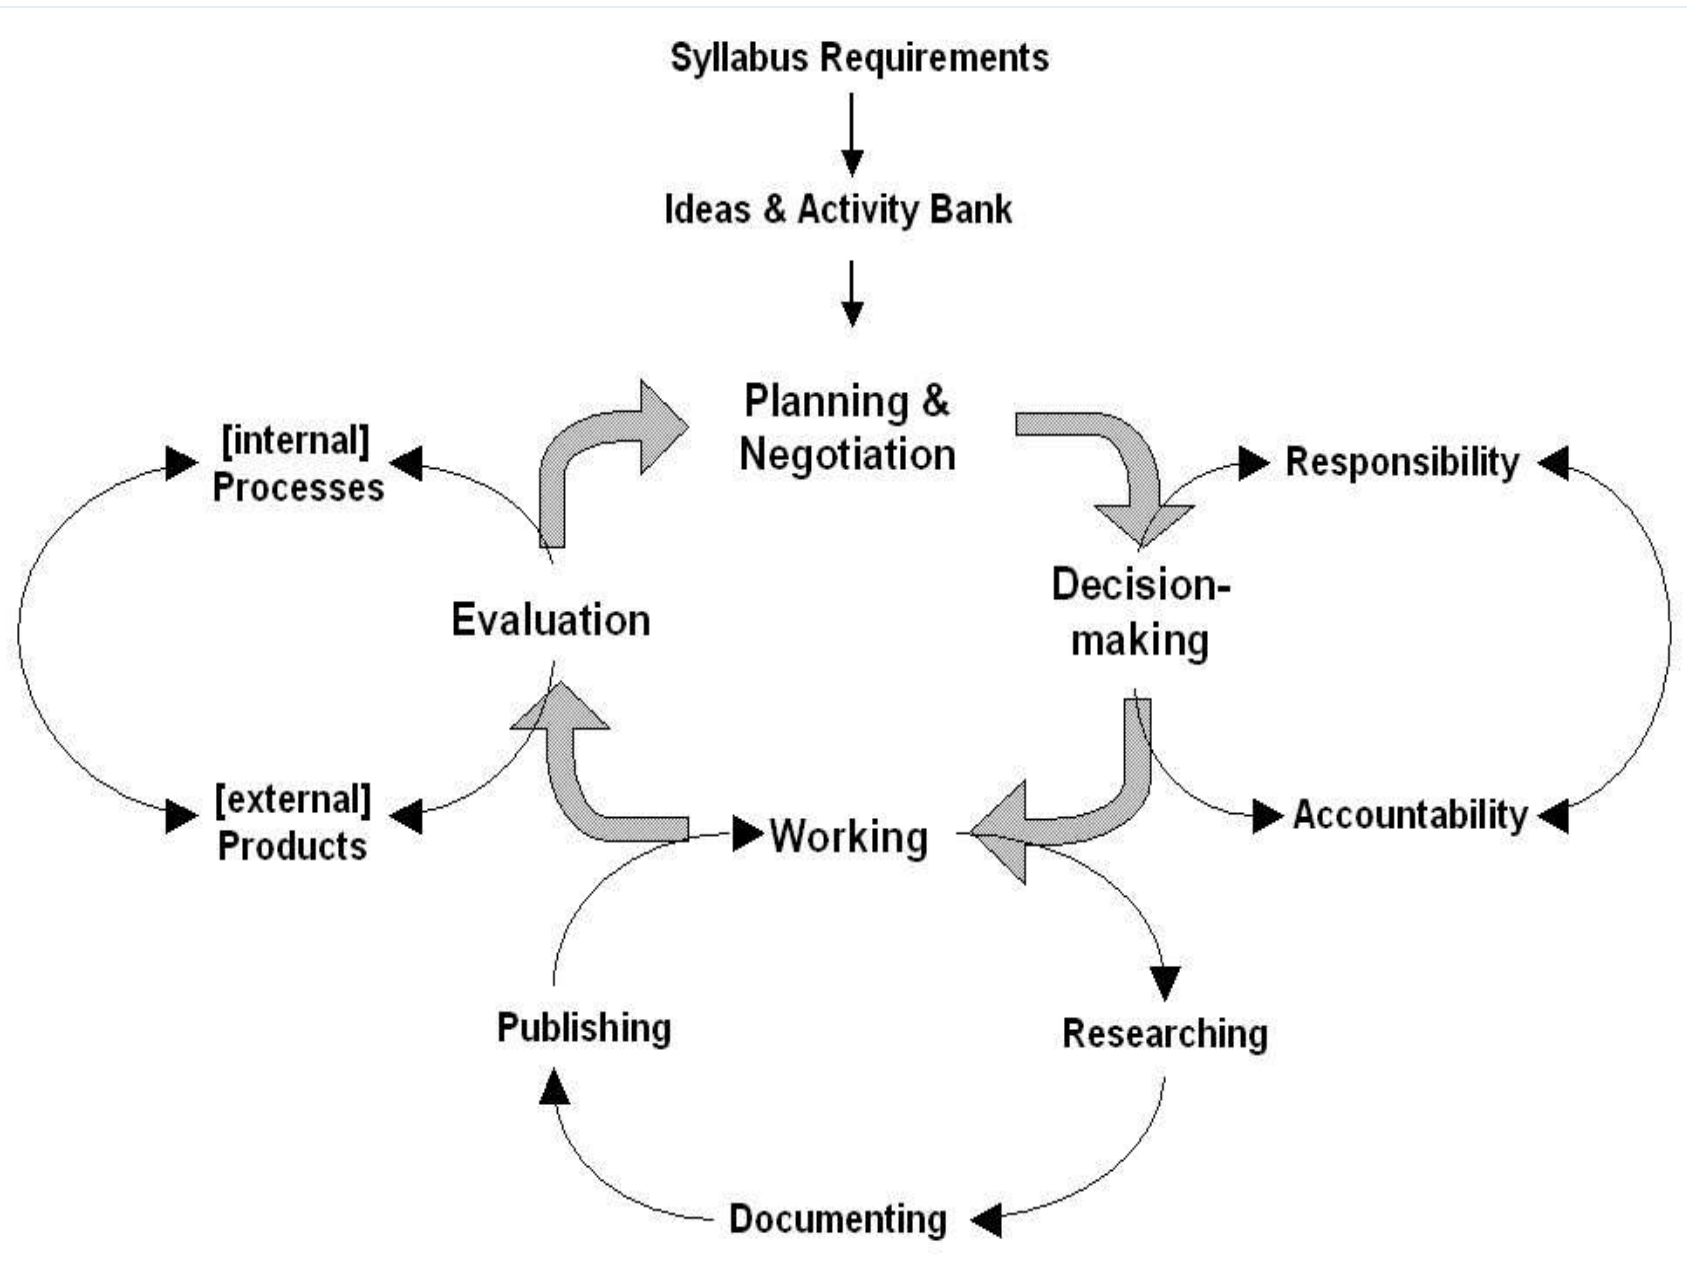 Syllabus Requirements
Ideas & Activity Bank
Planning &
Negotiation
[internal]
Processes
Responsibility
Decision-
making
Evaluation
[external]
Products
Working
Accountability
Publishing
Researching
Documenting